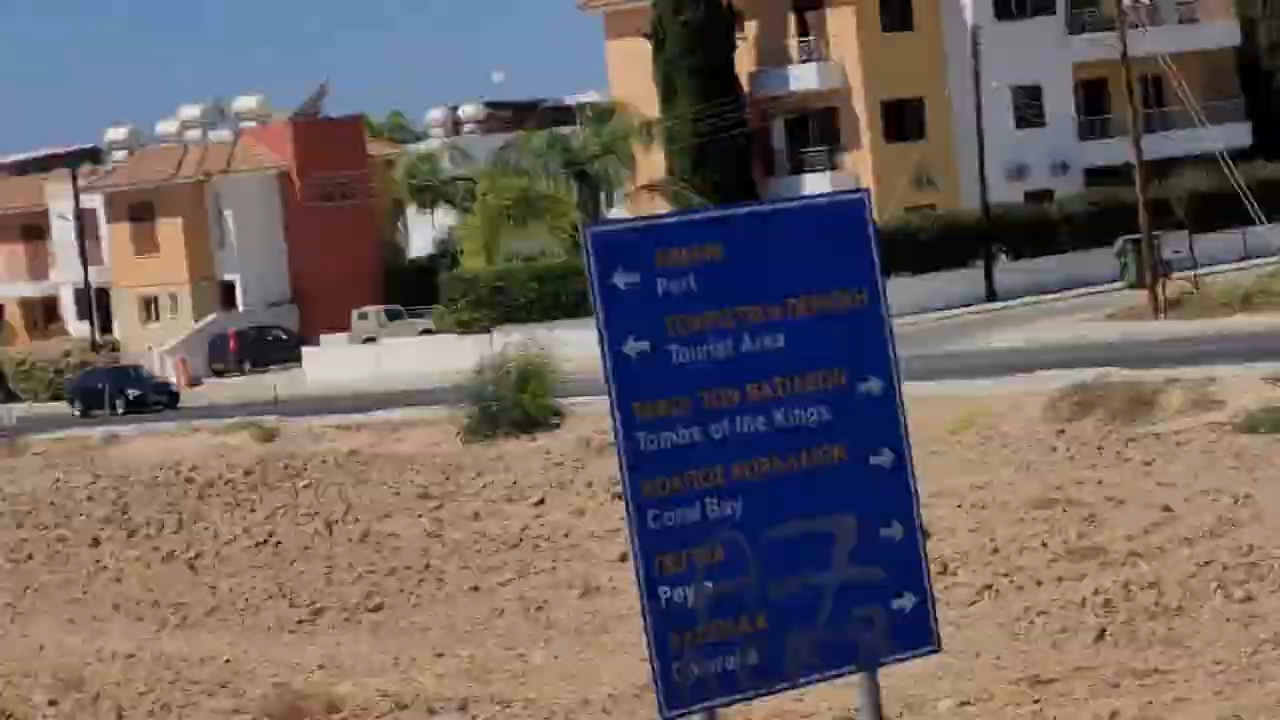 ΛΙΜΑΝΙ
Port
ΤΟΥΡΙΣΤΙΚΗ ΠΕΡΙΟΧΗ
Tourist Area
ΤΑΦΟΙ ΤΩΝ ΒΑΣΙΛΕΩΝ
Tombs of the Kings
ΚΟΛΠΟΣ ΚΟΡΑΛΛΙΩΝ
Coral Bay
ΠΕΓΕΙΑ
Peyia